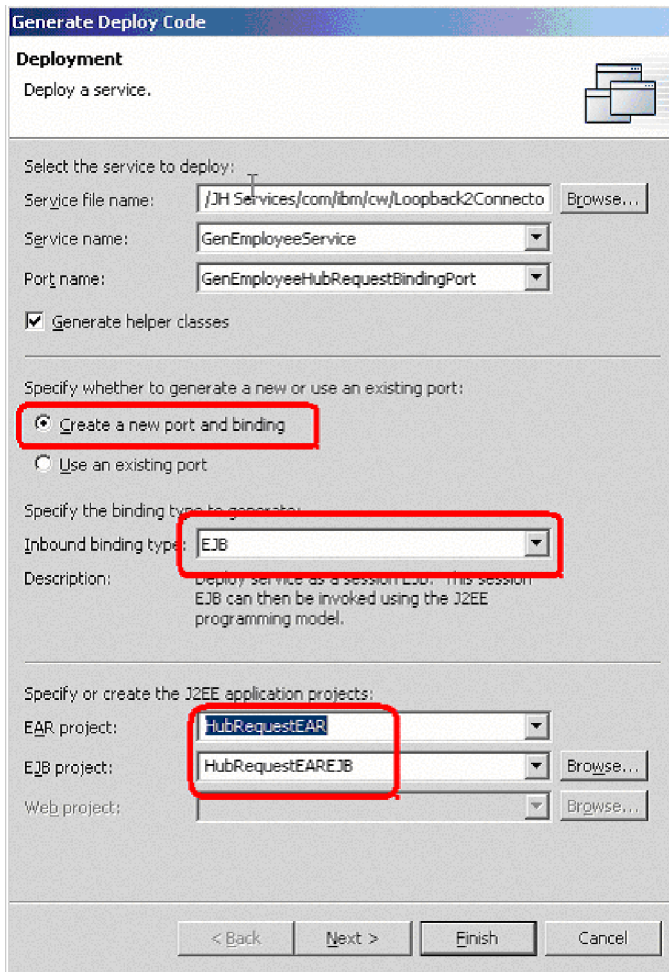 Generate Deploy Code
Deployment
Deploy a service.
Select the service to deploy:
Service file name: /JH Services/com/ibm/cw/Loopback2Connecto Browse...
Service name: GenEmployeeService
Port name: GenEmployeeHubRequestBindingPort
Generate helper classes
Specify whether to generate a new or use an existing port:
Create a new port and binding
Use an existing port
Specify the binding type to generate:
Inbound binding type: EJB
Description: Deploy service as a session EJB. This session
EJB can then be invoked using the J2EE
programming model.
Specify or create the J2EE application projects:
EAR project: HubRequestEAR
EJB project: HubRequestEAREJB Browse...
Web project: Browse...
< Back Next > Finish Cancel